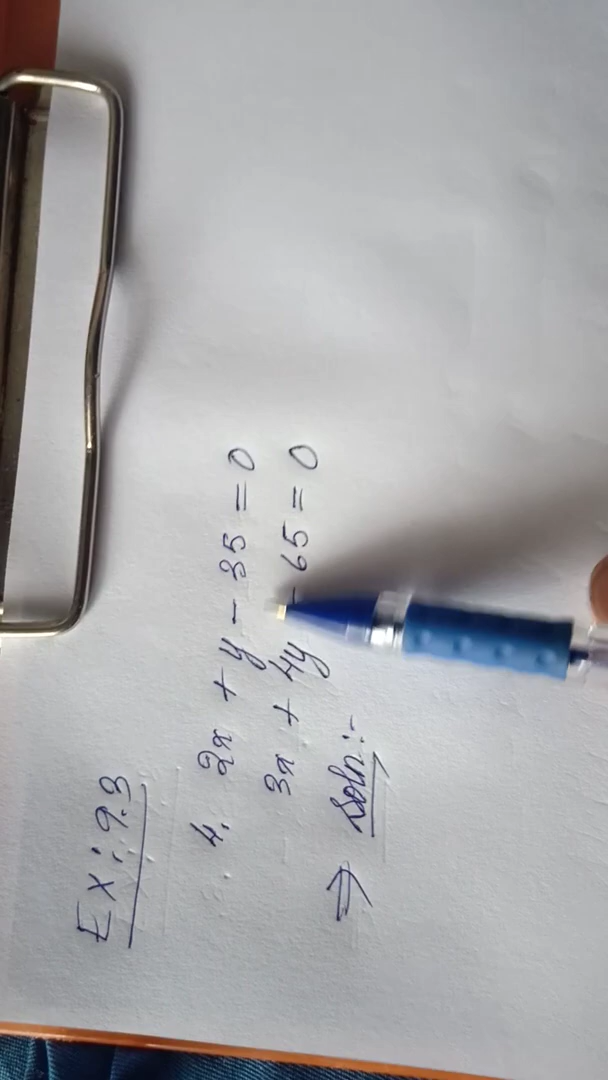 Ex: 9.3
4. 2x + y - 35 = 0
3x + 4y - 65 = 0
⇒ Soln:-